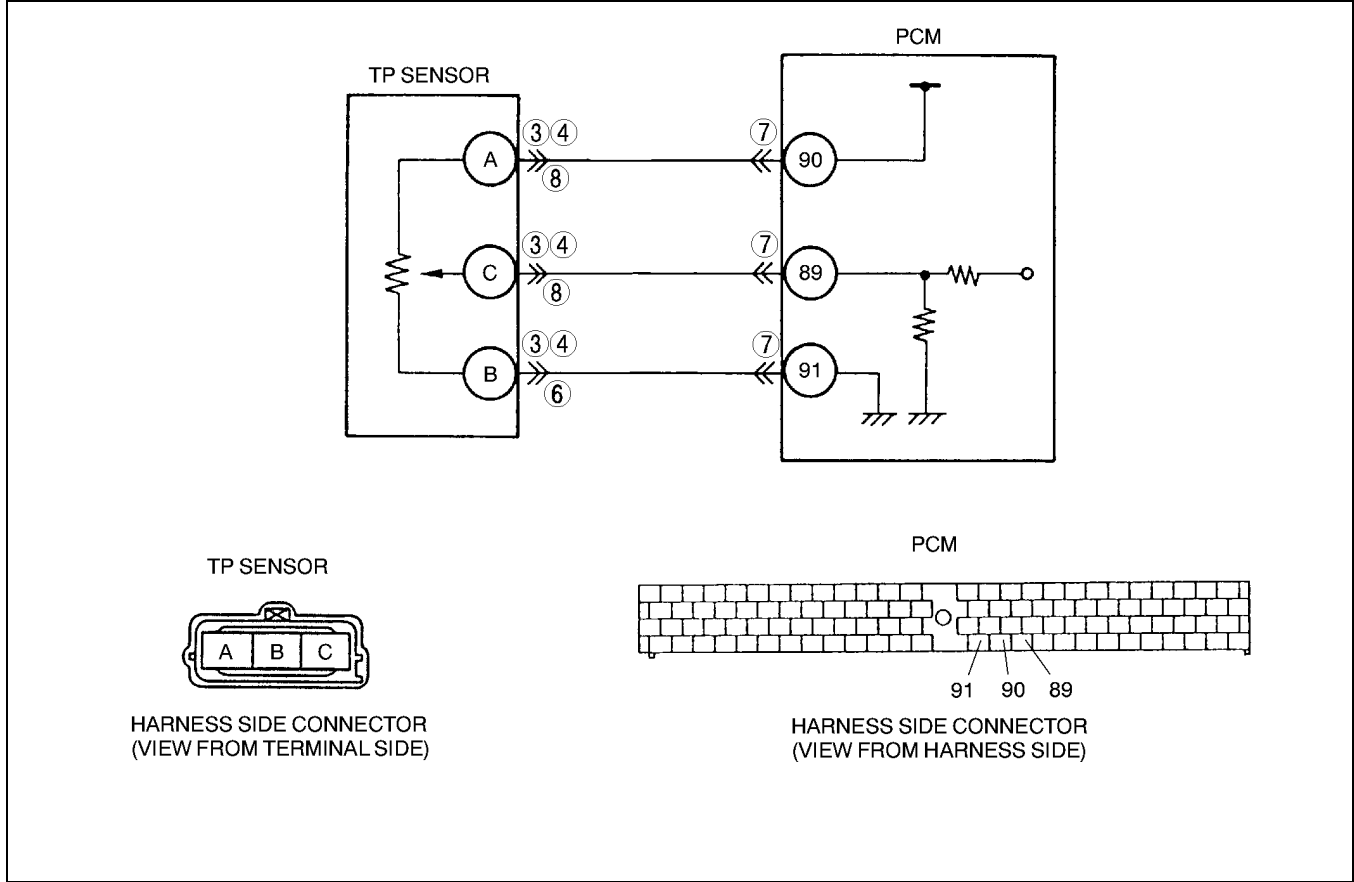 PCM
TP SENSOR
A
③④
⑧
⑦
90
C
③④
⑧
⑦
89
B
③④
⑥
⑦
91
TP SENSOR
A B C
HARNESS SIDE CONNECTOR
(VIEW FROM TERMINAL SIDE)
PCM
91 90 89
HARNESS SIDE CONNECTOR
(VIEW FROM HARNESS SIDE)